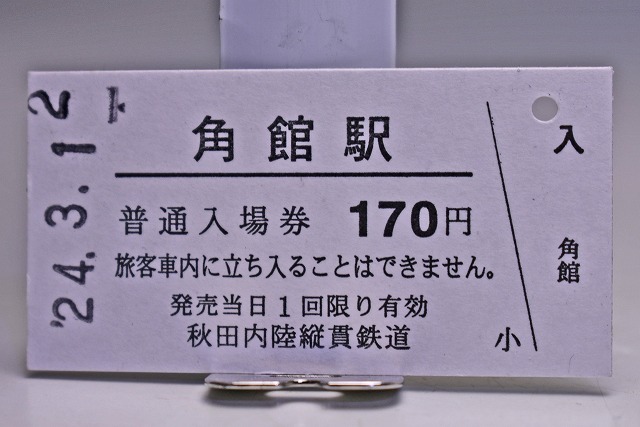 '24.3.12
角館駅
普通入場券 170円
旅客車内に立ち入ることはできません。
発売当日1回限り有効
秋田内陸縦貫鉄道
小
入
角館